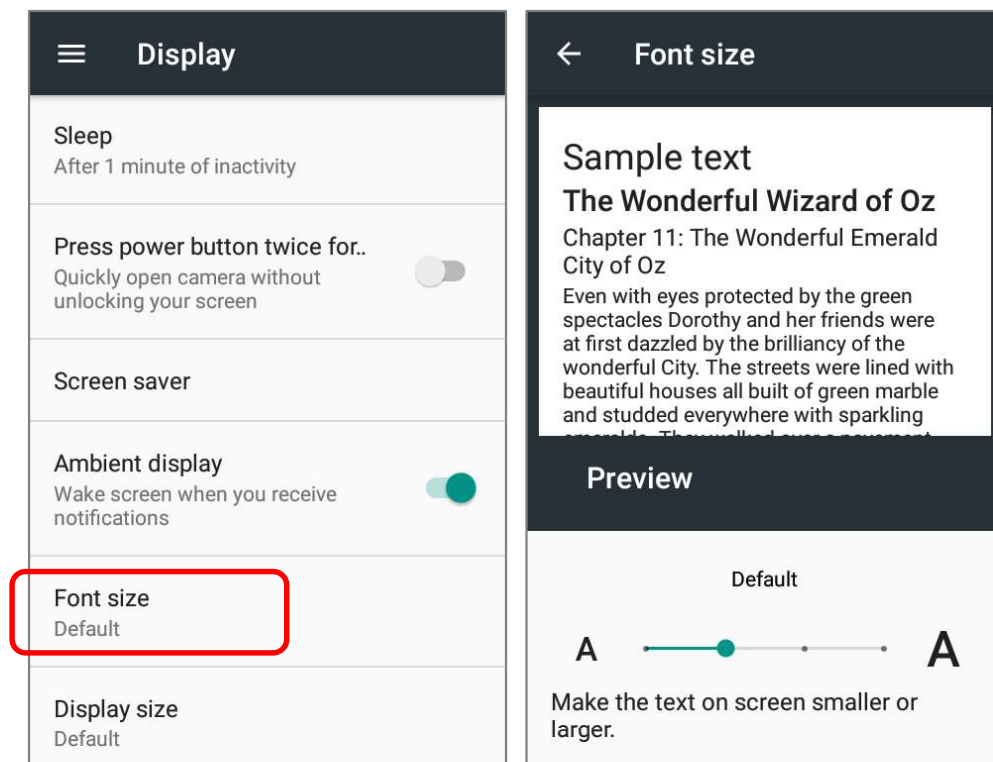 Display
Sleep
After 1 minute of inactivity
Press power button twice for..
Quickly open camera without
unlocking your screen
Screen saver
Ambient display
Wake screen when you receive
notifications
Font size
Default
Display size
Default
Font size
Sample text
The Wonderful Wizard of Oz
Chapter 11: The Wonderful Emerald
City of Oz
Even with eyes protected by the green
spectacles Dorothy and her friends were
at first dazzled by the brilliancy of the
wonderful City. The streets were lined with
beautiful houses all built of green marble
and studded everywhere with sparkling
emeralds. They walked over a pavement
Preview
Default
A A
Make the text on screen smaller or
larger.